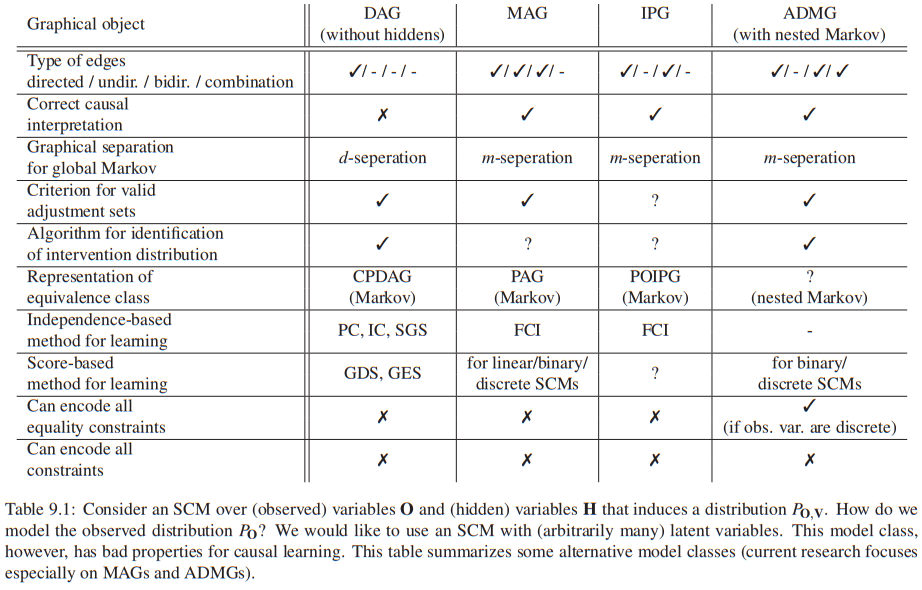 Graphical object DAG MAG IPG ADMG
(without hiddens) (with nested Markov)
Type of edges
directed / undir. / bidir. / combination ✓/ - / - / - ✓/ ✓/ ✓/ - ✓/ - / ✓/ - ✓/ - / ✓/ ✓
Correct causal
interpretation ✗ ✓ ✓ ✓
Graphical separation
for global Markov d-seperation m-seperation m-seperation m-seperation
Criterion for valid
adjustment sets ✓ ✓ ? ✓
Algorithm for identification
of intervention distribution ✓ ? ? ✓
Representation of CPDAG PAG POIPG ?
equivalence class (Markov) (Markov) (Markov) (nested Markov)
Independence-based
method for learning PC, IC, SGS FCI FCI -
Score-based for linear/binary/ for binary/
method for learning GDS, GES discrete SCMs ? discrete SCMs
Can encode all ✓
equality constraints ✗ ✗ ✗ (if obs. var. are discrete)
Can encode all
constraints ✗ ✗ ✗ ✗
Table 9.1: Consider an SCM over (observed) variables O and (hidden) variables H that induces a distribution P_O,V. How do we
model the observed distribution P_O? We would like to use an SCM with (arbitrarily many) latent variables. This model class,
however, has bad properties for causal learning. This table summarizes some alternative model classes (current research focuses
especially on MAGs and ADMGs).